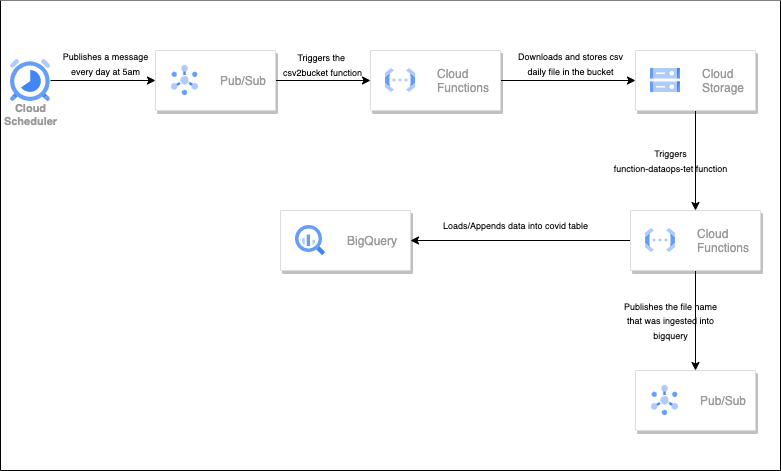 Publishes a message
every day at 5am
Cloud
Scheduler
Pub/Sub
Triggers the
csv2bucket function
Cloud
Functions
Downloads and stores csv
daily file in the bucket
Cloud
Storage
Triggers
function-dataops-tet function
Cloud
Functions
Loads/Appends data into covid table
BigQuery
Publishes the file name
that was ingested into
bigquery
Pub/Sub